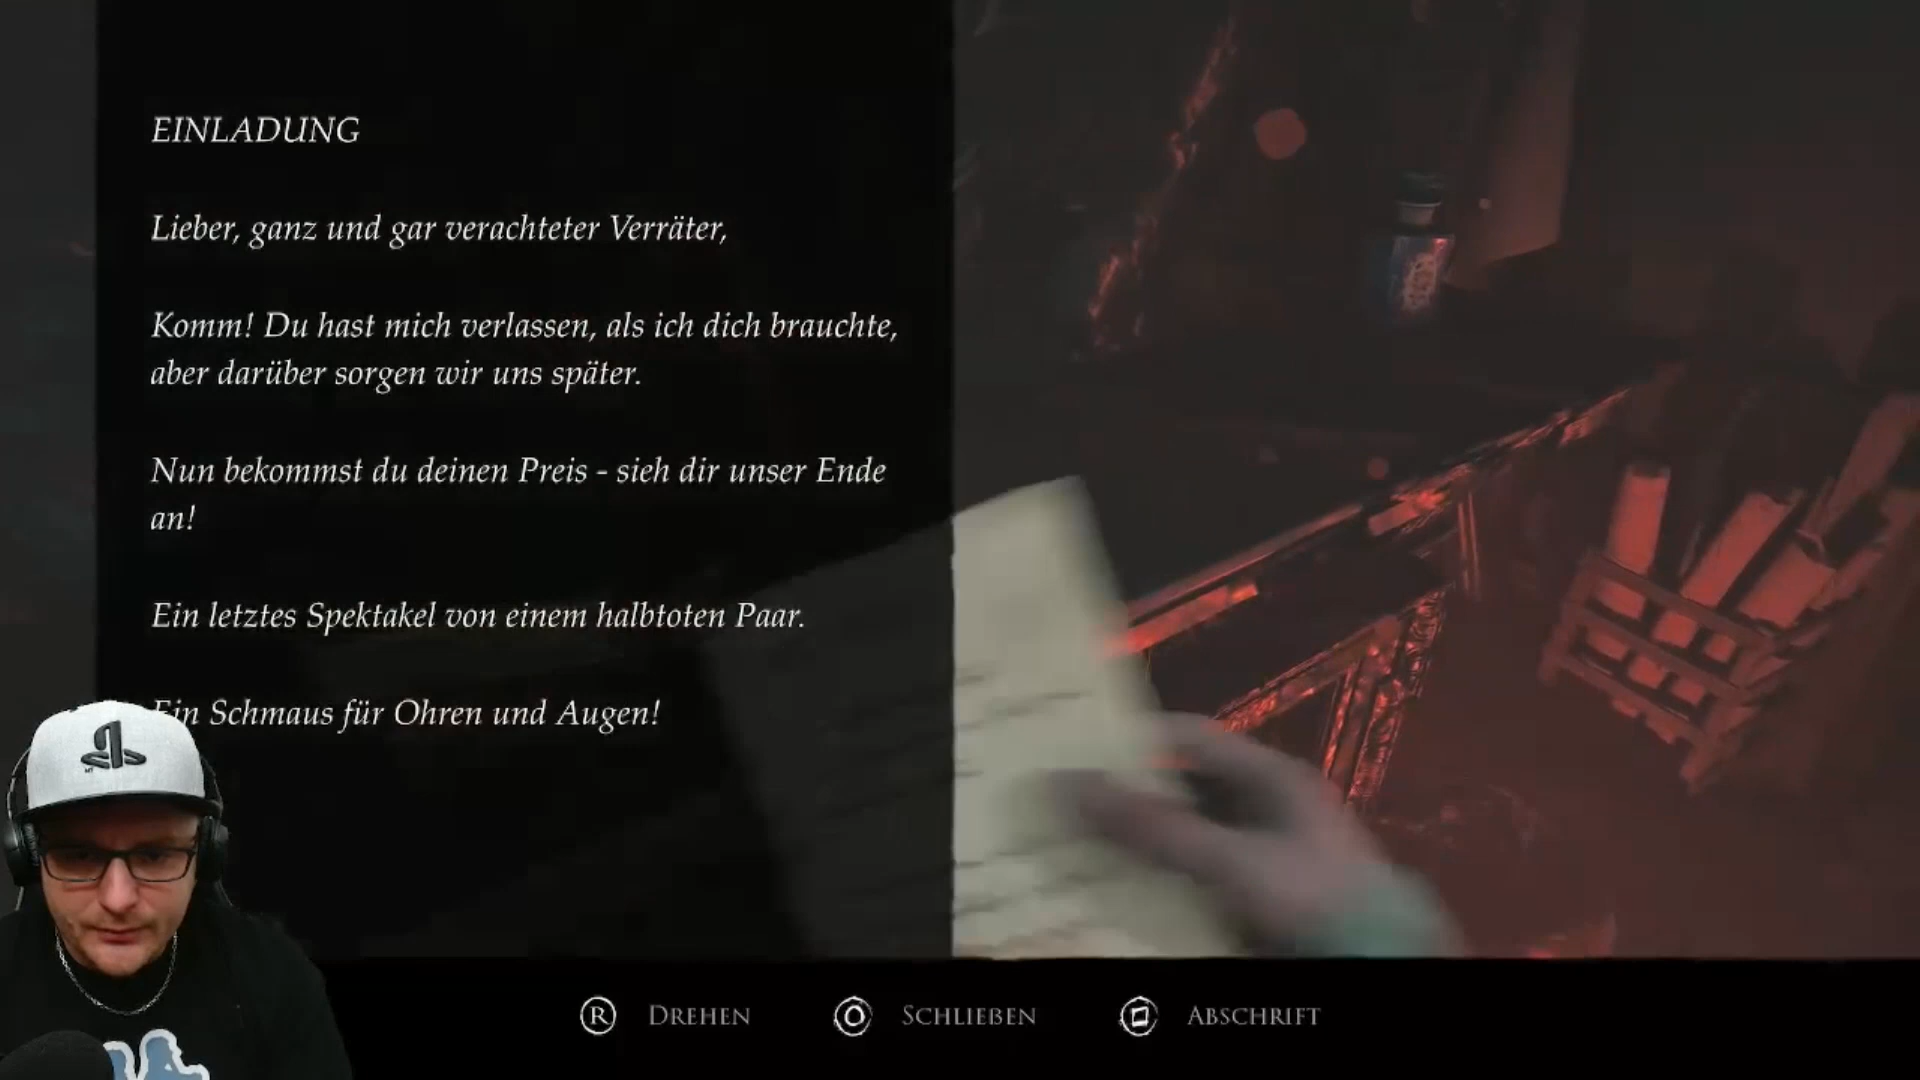 EINLADUNG
Lieber, ganz und gar verachteter Verräter,
Komm! Du hast mich verlassen, als ich dich brauchte,
aber darüber sorgen wir uns später.
Nun bekommst du deinen Preis - sieh dir unser Ende
an!
Ein letztes Spektakel von einem halbtoten Paar.
Ein Schmaus für Ohren und Augen!
R DREHEN SCHLIEẞEN ABSCHRIFT